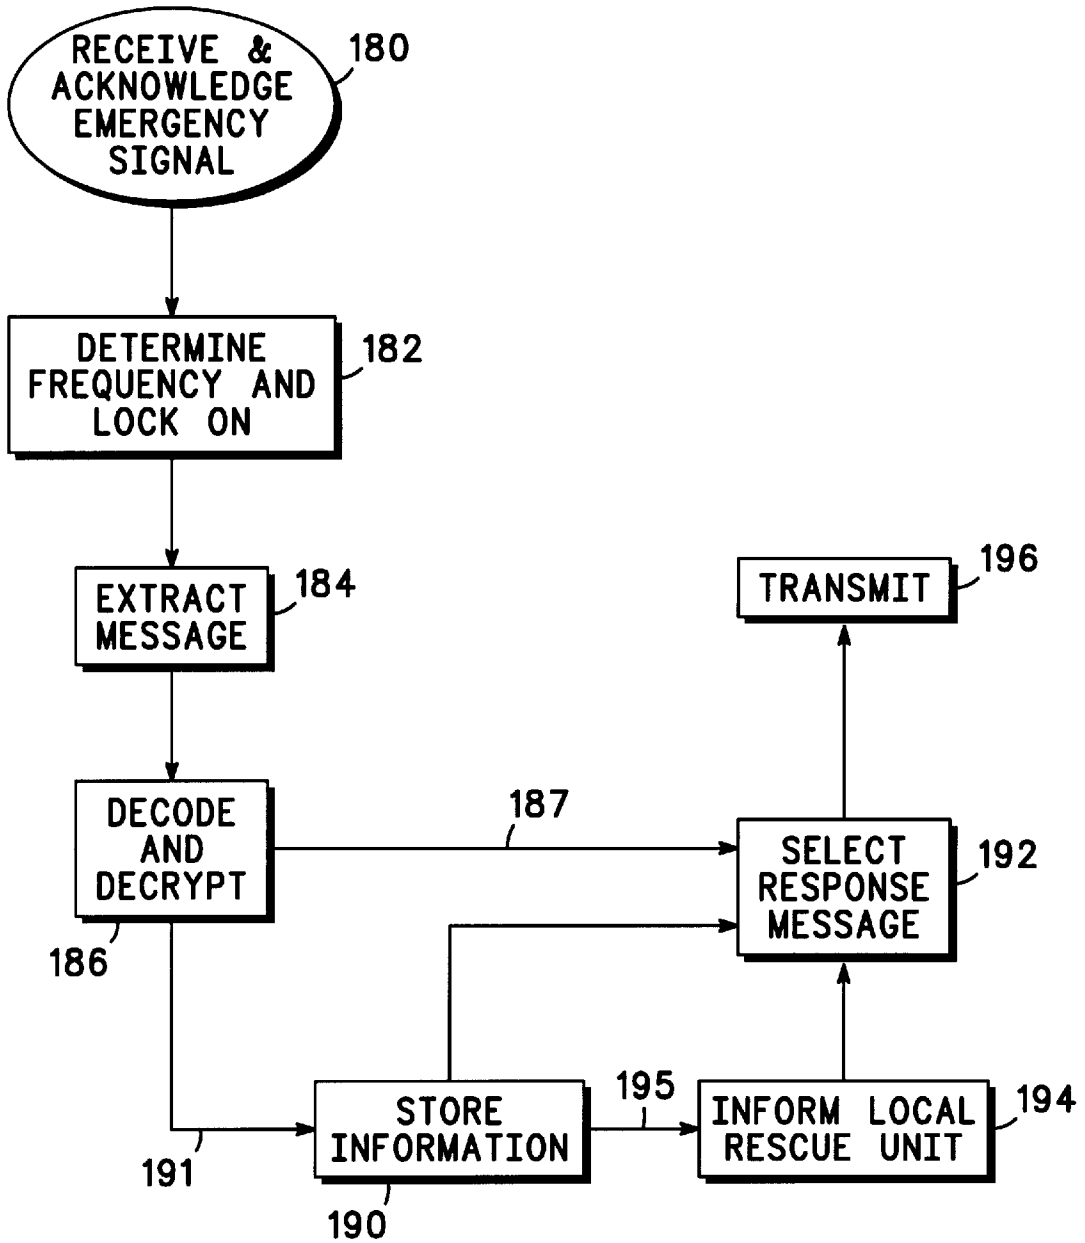 RECEIVE &
ACKNOWLEDGE
EMERGENCY
SIGNAL
180
DETERMINE
FREQUENCY AND
LOCK ON
182
EXTRACT
MESSAGE
184
TRANSMIT
196
DECODE
AND
DECRYPT
186
187
SELECT
RESPONSE
MESSAGE
192
191
STORE
INFORMATION
190
195
INFORM LOCAL
RESCUE UNIT
194